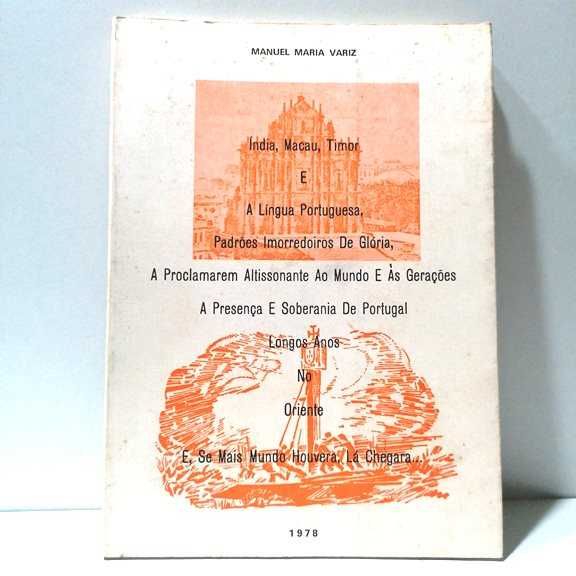 MANUEL MARIA VARIZ
Índia, Macau, Timor
E
A Língua Portuguesa,
Padrões Imorredoiros De Glória,
A Proclamarem Altissonante Ao Mundo E Às Gerações
A Presença E Soberania De Portugal
Longos Anos
No
Oriente
E, Se Mais Mundo Houvera, Lá Chegara...
1978